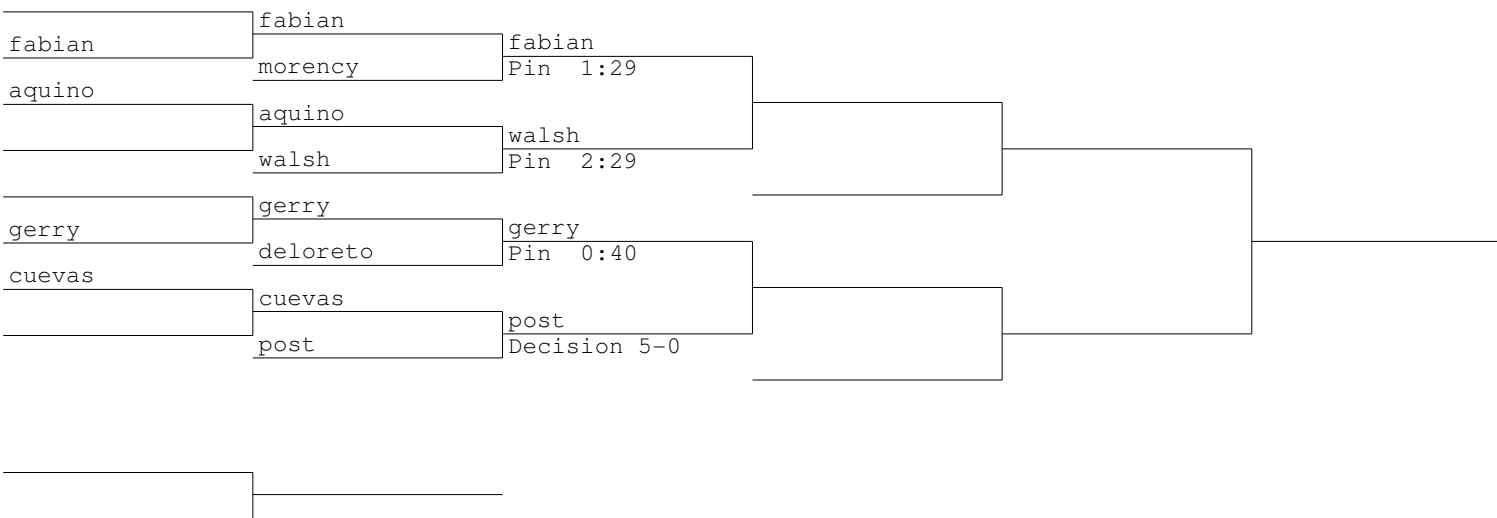 fabian
fabian
fabian
morency
Pin 1:29
aquino
aquino
walsh
walsh
Pin 2:29
gerry
gerry
gerry
deloreto
Pin 0:40
cuevas
cuevas
post
post
Decision 5-0